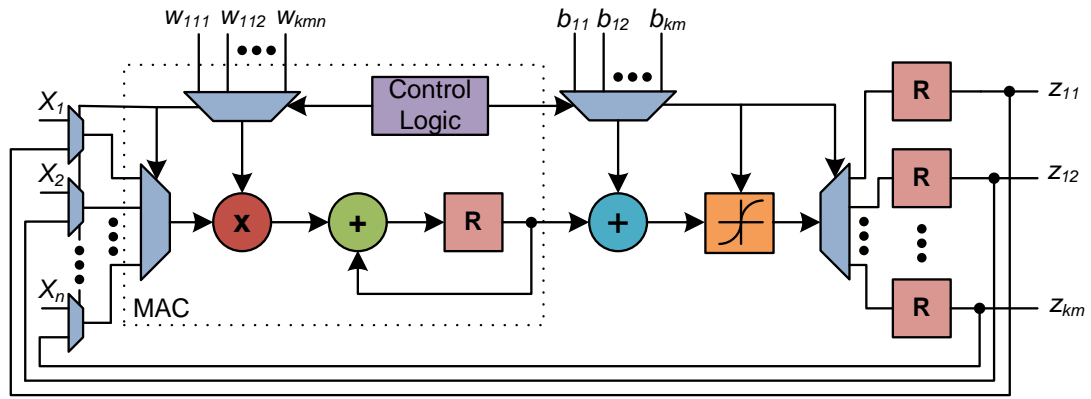 w111 w112 wkmn
b11 b12 bkm
X1
X2
Xn
Control
Logic
x
+
R
+
MAC
R
R
R
z11
z12
zkm